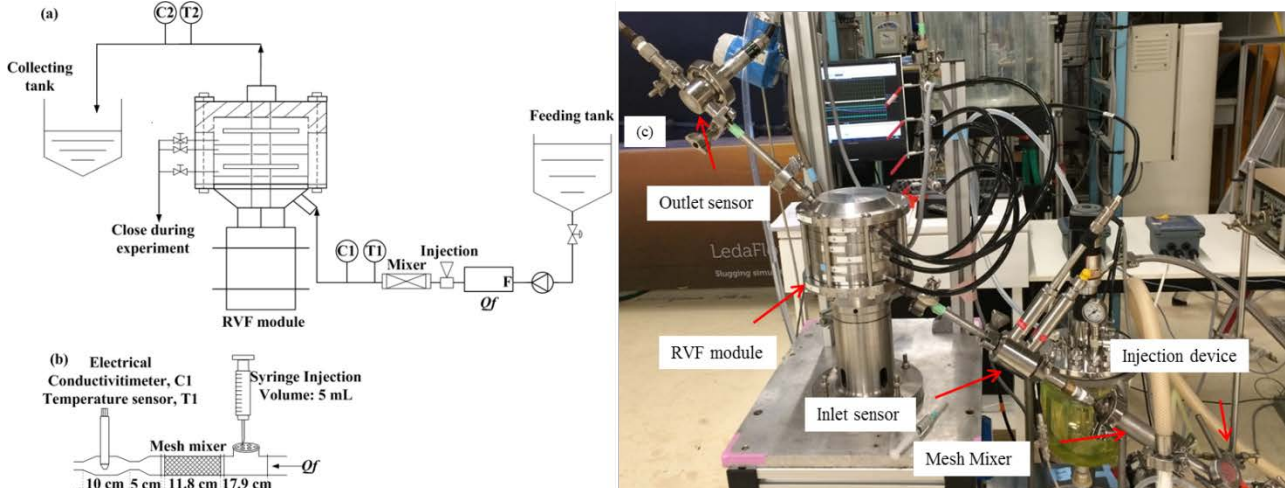 (a)
C2 T2
Collecting
tank
Feeding tank
Close during
experiment
C1 T1 Injection
Mixer
F
Qf
RVF module
(b)
Electrical
Conductivitimeter, C1
Temperature sensor, T1
Syringe Injection
Volume: 5 mL
Mesh mixer
Qf
10 cm 5 cm 11.8 cm 17.9 cm
(c)
Outlet sensor
LedaFl
Slugging simu
RVF module
Injection device
Inlet sensor
Mesh Mixer